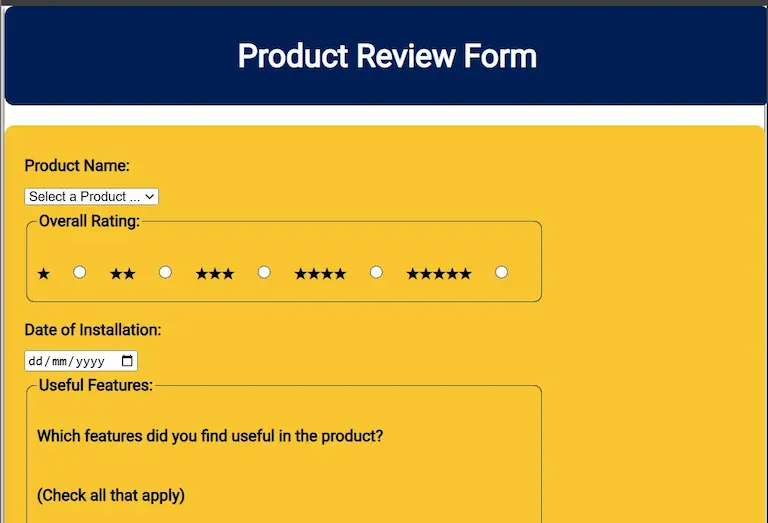 Product Review Form
Product Name:
Select a Product ...
Overall Rating:
★ ★★ ★★★ ★★★★ ★★★★★
Date of Installation:
dd/mm/yyyy
Useful Features:
Which features did you find useful in the product?
(Check all that apply)